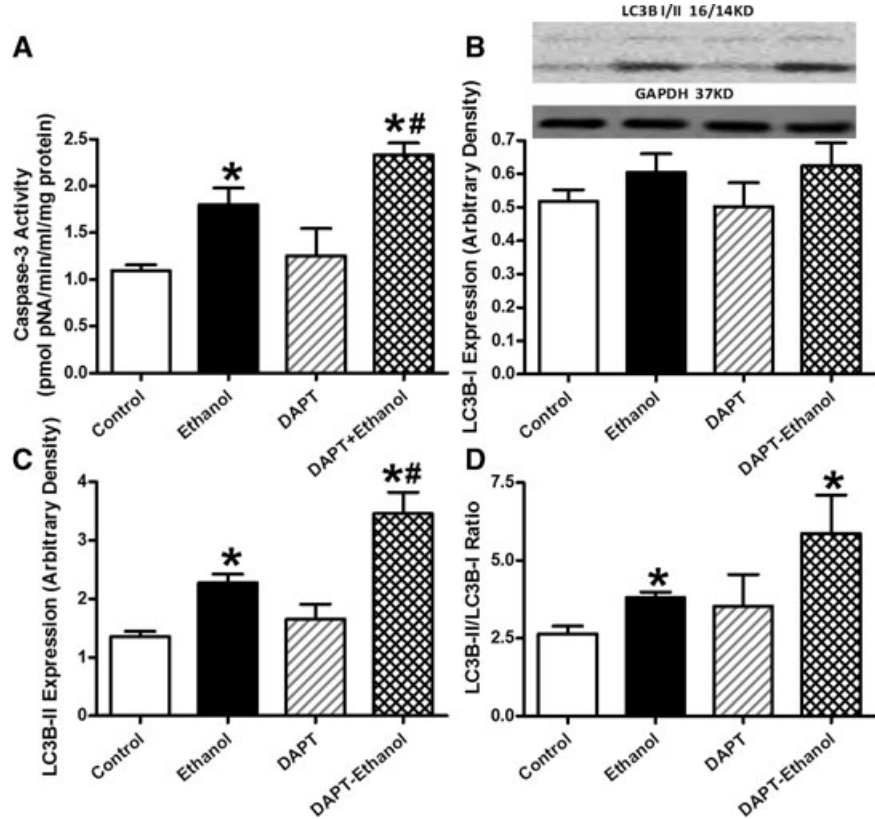 A
Caspase-3 Activity
(pmol pNA/min/ml/mg protein)
2.5
2.0
1.5
1.0
0.5
0.0
*
*#
Control
Ethanol
DAPT
DAPT+Ethanol
B
LC3B I/II 16/14KD
GAPDH 37KD
LC3B-I Expression (Arbitrary Density)
0.7
0.6
0.5
0.4
0.3
0.2
0.1
0.0
Control
Ethanol
DAPT
DAPT-Ethanol
C
LC3B-II Expression (Arbitrary Density)
4
3
2
1
0
*
*#
Control
Ethanol
DAPT
DAPT-Ethanol
D
LC3B-II/LC3B-I Ratio
7.5
5.0
2.5
0.0
*
*
Control
Ethanol
DAPT
DAPT-Ethanol